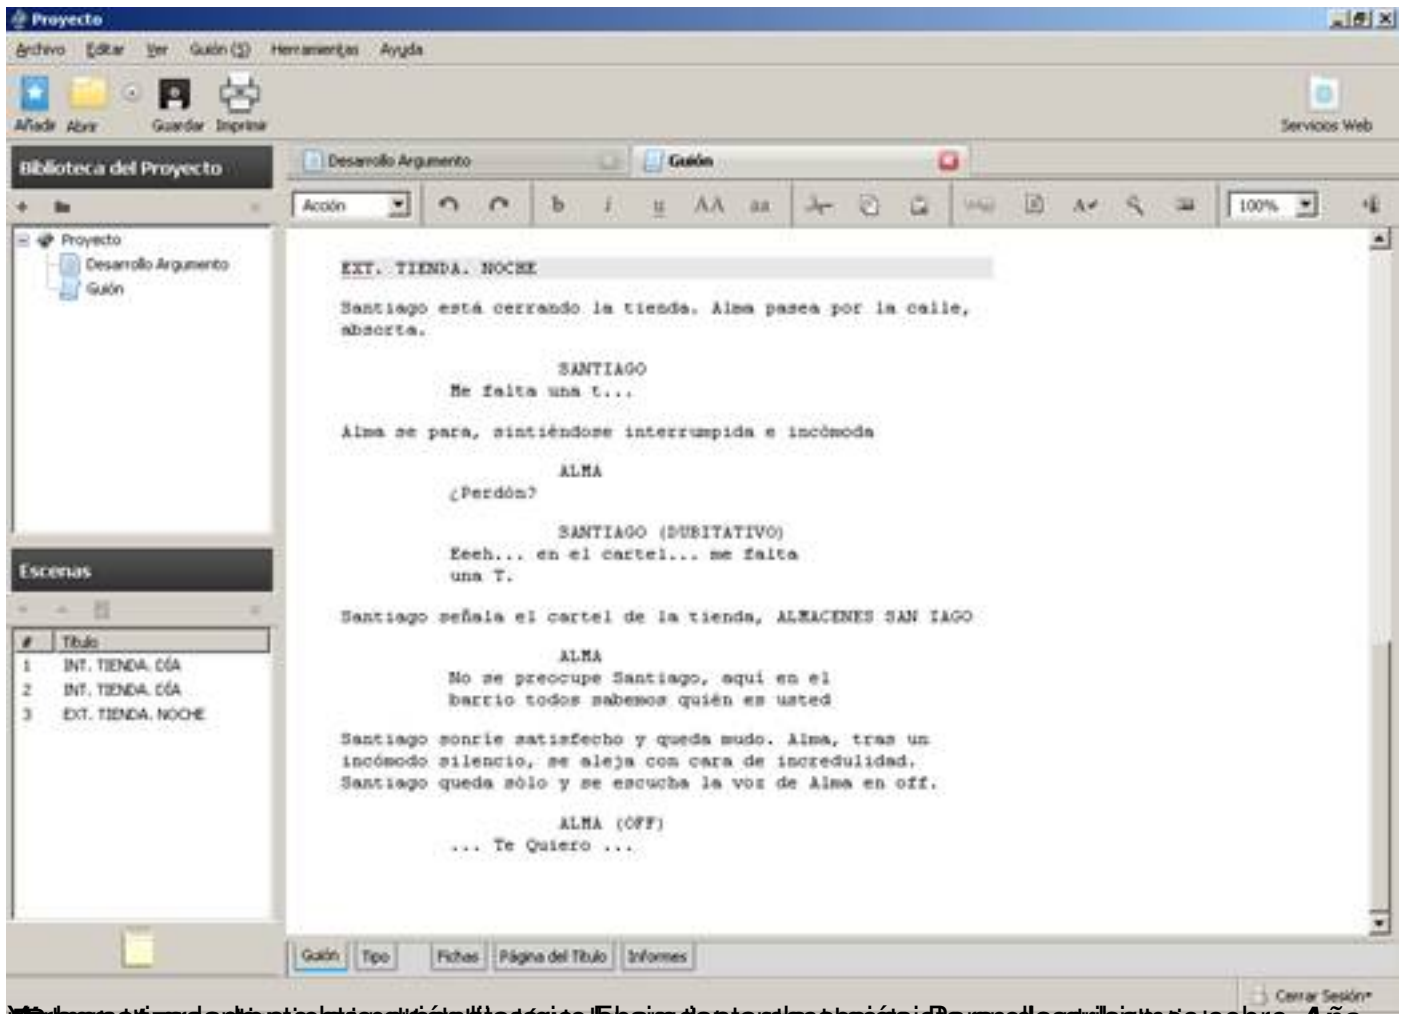 Proyecto
Archivo Editar Ver Guión (S) Herramientas Ayuda
Añadir Abrir Guardar Imprimir Servicios Web
Biblioteca del Proyecto
Desarrollo Argumento Guión
Acción b i u AA aa 100%
Proyecto
Desarrollo Argumento
Guión
EXT. TIENDA. NOCHE
Santiago está cerrando la tienda. Alma pasea por la calle,
absorta.
SANTIAGO
Me falta una t...
Alma se para, sintiéndose interrumpida e incómoda
ALMA
¿Perdón?
SANTIAGO (DUBITATIVO)
Eeeh... en el cartel... me falta
una T.
Santiago señala el cartel de la tienda, ALMACENES SAN IAGO
ALMA
No se preocupe Santiago, aquí en el
barrio todos sabemos quién es usted
Santiago sonríe satisfecho y queda mudo. Alma, tras un
incómodo silencio, se aleja con cara de incredulidad.
Santiago queda sólo y se escucha la voz de Alma en off.
ALMA (OFF)
... Te Quiero ...
Escenas
# Título
1 INT. TIENDA. DÍA
2 INT. TIENDA. DÍA
3 EXT. TIENDA. NOCHE
Guión Tipo Fichas Página del Título Informes
Cerrar Sesión